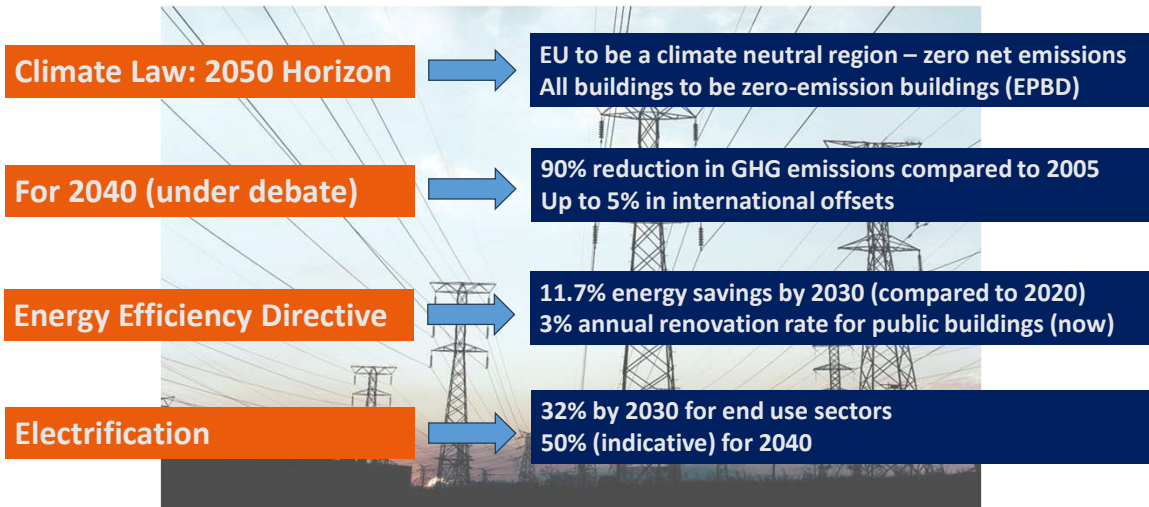 Climate Law: 2050 Horizon
EU to be a climate neutral region – zero net emissions
All buildings to be zero-emission buildings (EPBD)
For 2040 (under debate)
90% reduction in GHG emissions compared to 2005
Up to 5% in international offsets
Energy Efficiency Directive
11.7% energy savings by 2030 (compared to 2020)
3% annual renovation rate for public buildings (now)
Electrification
32% by 2030 for end use sectors
50% (indicative) for 2040